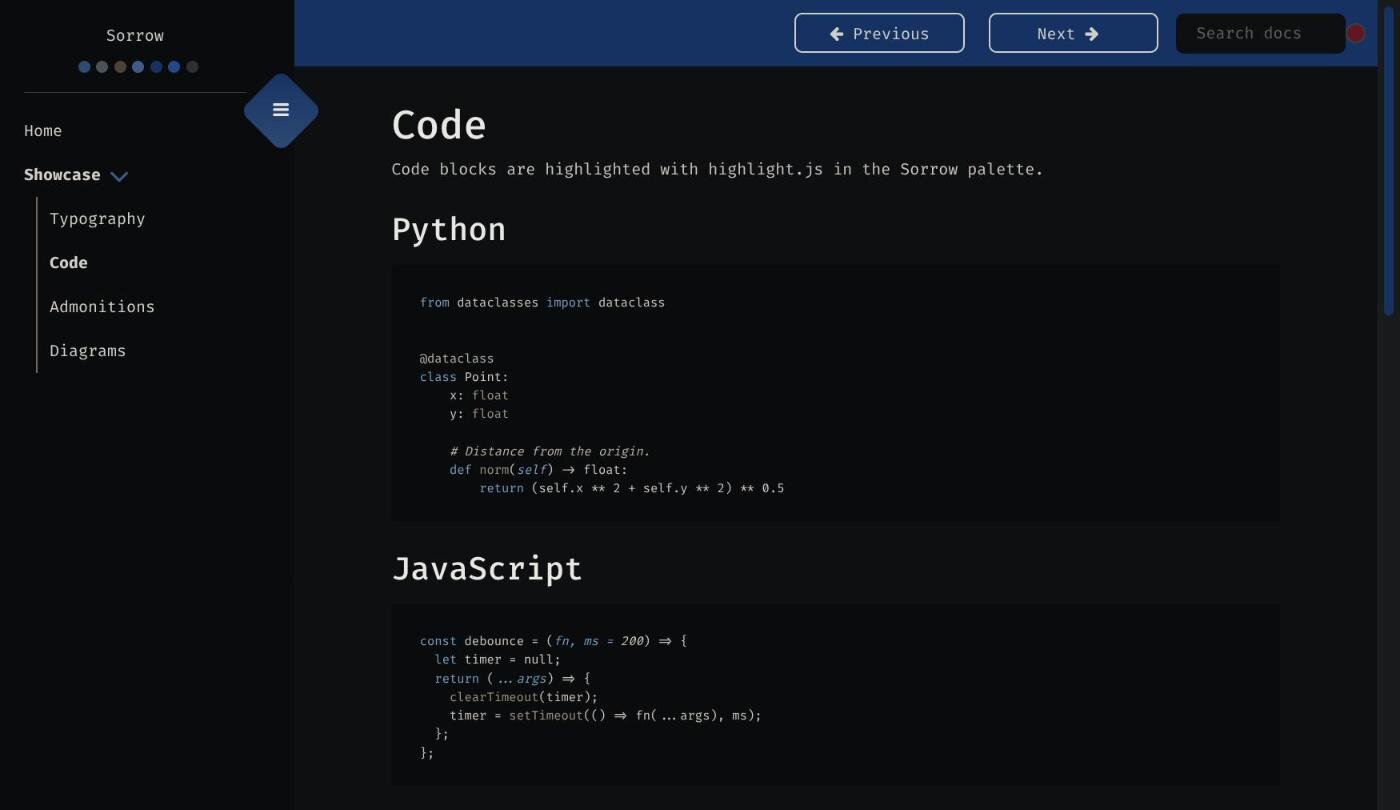 Sorrow
Home
Showcase
Typography
Code
Admonitions
Diagrams
Previous
Next
Search docs
Code
Code blocks are highlighted with highlight.js in the Sorrow palette.
Python
from dataclasses import dataclass
@dataclass
class Point:
    x: float
    y: float
    # Distance from the origin.
    def norm(self) -> float:
        return (self.x ** 2 + self.y ** 2) ** 0.5
JavaScript
const debounce = (fn, ms = 200) => {
  let timer = null;
  return (...args) => {
    clearTimeout(timer);
    timer = setTimeout(() => fn(...args), ms);
  };
};